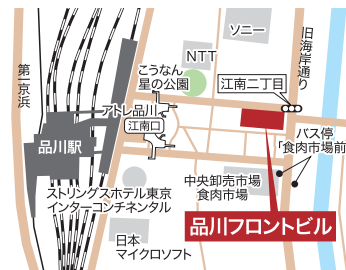 ソニー
旧海岸通り
NTT
第一京浜
こうなん
星の公園
江南二丁目
アトレ品川
江南口
バス停
「食肉市場前
品川駅
中央卸売市場
食肉市場
ストリングスホテル東京
インターコンチネンタル
品川フロントビル
日本
マイクロソフト